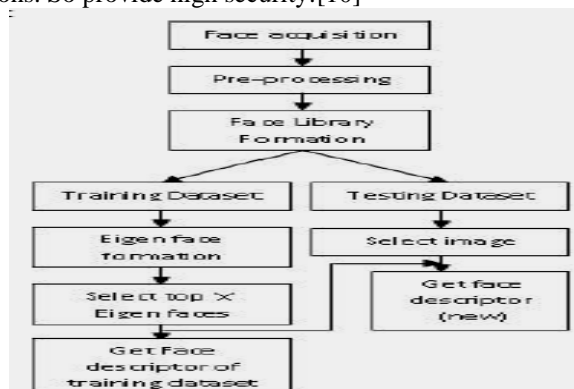 ons. So provide high security.[10]
Face acquisition
Pre-processing
Face Library
Formation
Training Dataset
Testing Dataset
Eigen face
formation
Select image
Select top 'X'
Eigen faces
Get face
descriptor
(new)
Get Face
descriptor of
training dataset